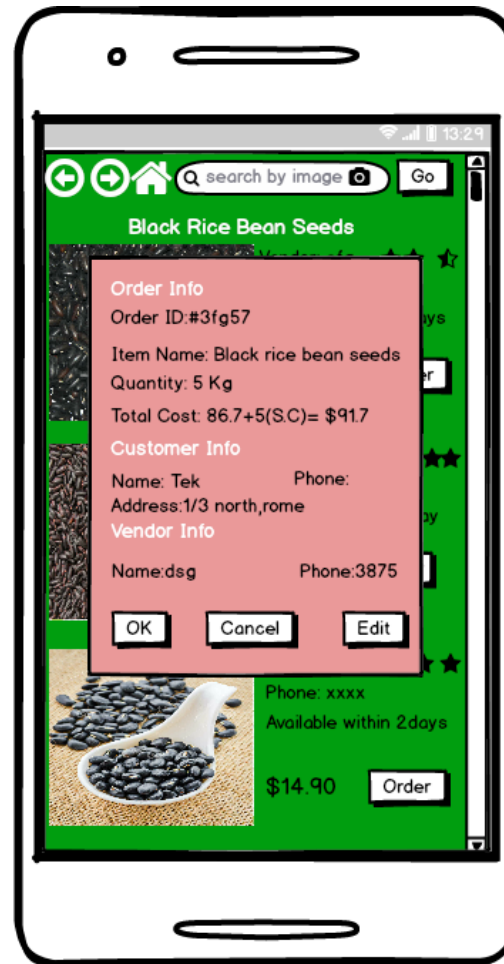 13:29
search by image
Go
Black Rice Bean Seeds
Order Info
Order ID:#3fg57
Item Name: Black rice bean seeds
Quantity: 5 Kg
Total Cost: 86.7+5(S.C)= $91.7
Customer Info
Name: Tek Phone:
Address:1/3 north,rome
Vendor Info
Name:dsg Phone:3875
OK Cancel Edit
Phone: xxxx
Available within 2days
$14.90 Order